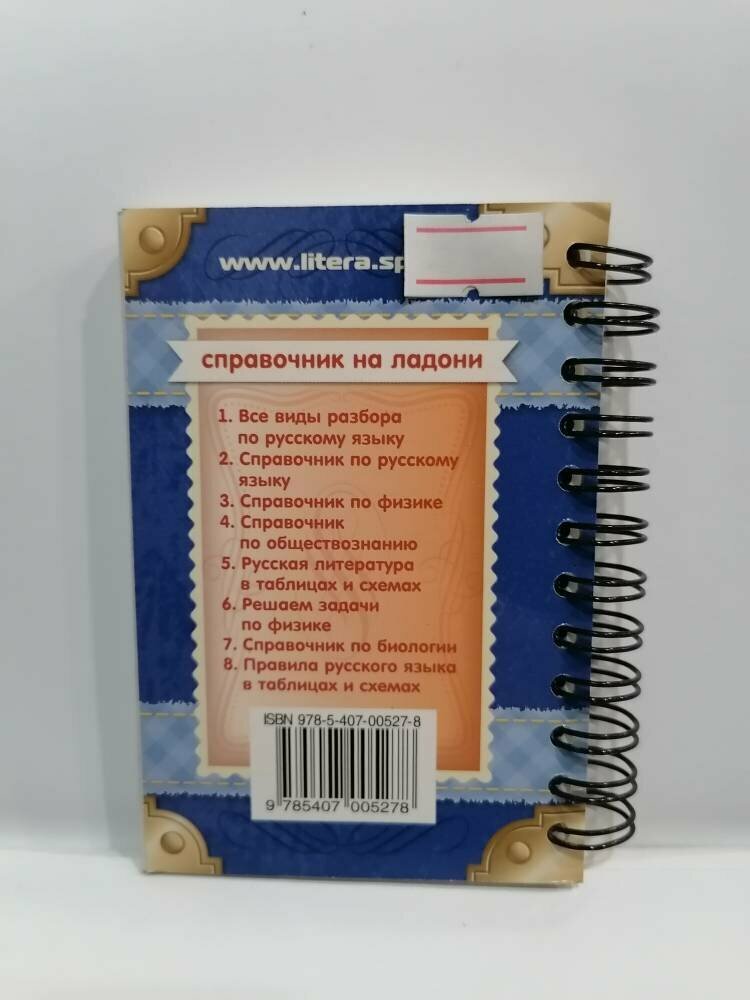 www.litera.sp
справочник на ладони
1. Все виды разбора
по русскому языку
2. Справочник по русскому
языку
3. Справочник по физике
4. Справочник
по обществознанию
5. Русская литература
в таблицах и схемах
6. Решаем задачи
по физике
7. Справочник по биологии
8. Правила русского языка
в таблицах и схемах
ISBN 978-5-407-00527-8
9 785407 005278